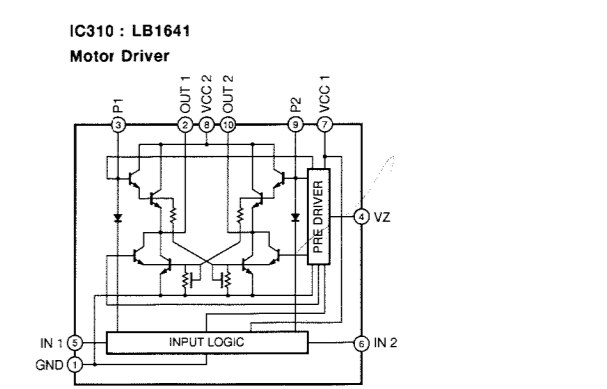 IC310 : LB1641
Motor Driver
P1
OUT 1
VCC 2
OUT 2
P2
VCC 1
3
2
8
10
9
7
PRE DRIVER
4
VZ
IN 1
5
INPUT LOGIC
6
IN 2
GND
1